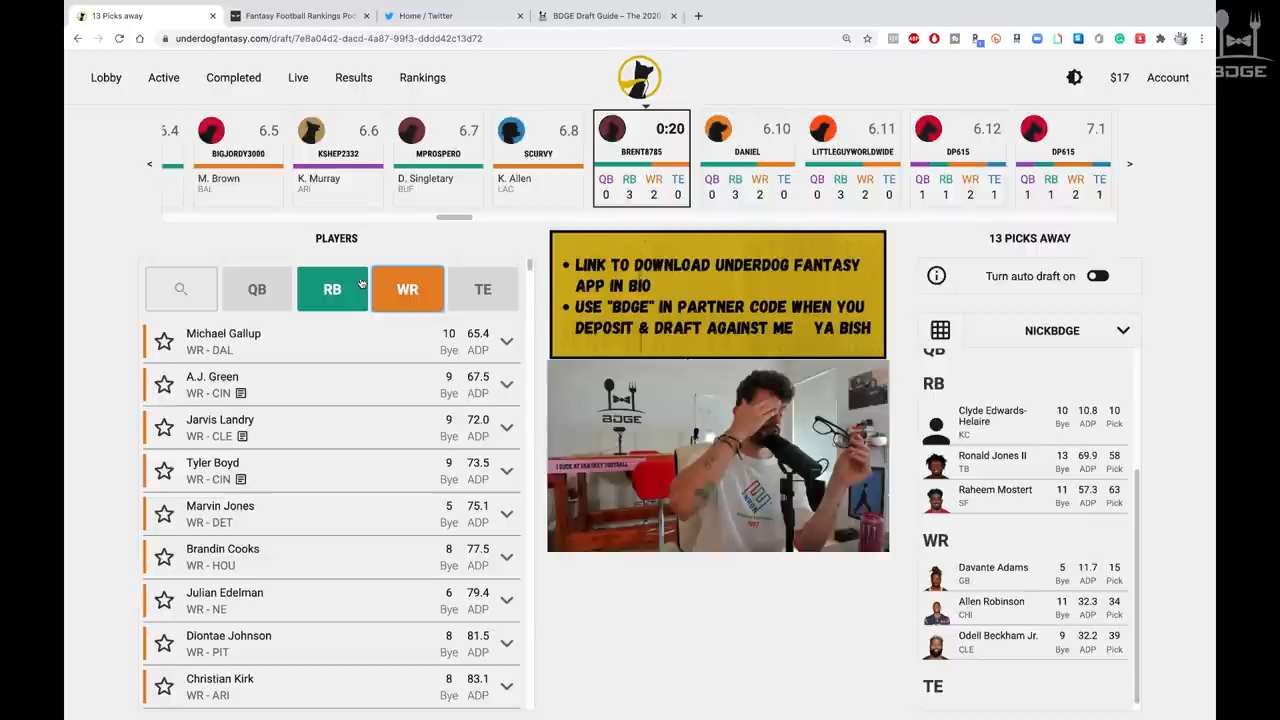 13 Picks away
Fantasy Football Rankings Pod
Home / Twitter
BDGE Draft Guide – The 2020
underdogfantasy.com/draft/7e8a04d2-dacd-4a87-99f3-dddd42c13d72
BDGE
Lobby
Active
Completed
Live
Results
Rankings
$17
Account
6.4
6.5
BIGJORDY3000
M. Brown
BAL
6.6
KSHEP2332
K. Murray
ARI
6.7
MPROSPERO
D. Singletary
BUF
6.8
SCURVY
K. Allen
LAC
0:20
BRENT8785
QB RB WR TE
0 3 2 0
6.10
DANIEL
QB RB WR TE
0 3 2 0
6.11
LITTLEGUYWORLDWIDE
QB RB WR TE
0 3 2 0
6.12
DP615
QB RB WR TE
1 1 2 1
7.1
DP615
QB RB WR TE
1 1 2 1
PLAYERS
QB
RB
WR
TE
Michael Gallup 10 65.4
WR - DAL Bye ADP
A.J. Green 9 67.5
WR - CIN Bye ADP
Jarvis Landry 9 72.0
WR - CLE Bye ADP
Tyler Boyd 9 73.5
WR - CIN Bye ADP
Marvin Jones 5 75.1
WR - DET Bye ADP
Brandin Cooks 8 77.5
WR - HOU Bye ADP
Julian Edelman 6 79.4
WR - NE Bye ADP
Diontae Johnson 8 81.5
WR - PIT Bye ADP
Christian Kirk 8 83.1
WR - ARI Bye ADP
• LINK TO DOWNLOAD UNDERDOG FANTASY
APP IN BIO
• USE "BDGE" IN PARTNER CODE WHEN YOU
DEPOSIT & DRAFT AGAINST ME YA BISH
BDGE
I SUCK AT FANTASY FOOTBALL
13 PICKS AWAY
Turn auto draft on
NICKBDGE
QB
RB
Clyde Edwards-
Helaire
KC
10 10.8 10
Bye ADP Pick
Ronald Jones II 13 69.9 58
TB Bye ADP Pick
Raheem Mostert 11 57.3 63
SF Bye ADP Pick
WR
Davante Adams 5 11.7 15
GB Bye ADP Pick
Allen Robinson 11 32.3 34
CHI Bye ADP Pick
Odell Beckham Jr. 9 32.2 39
CLE Bye ADP Pick
TE